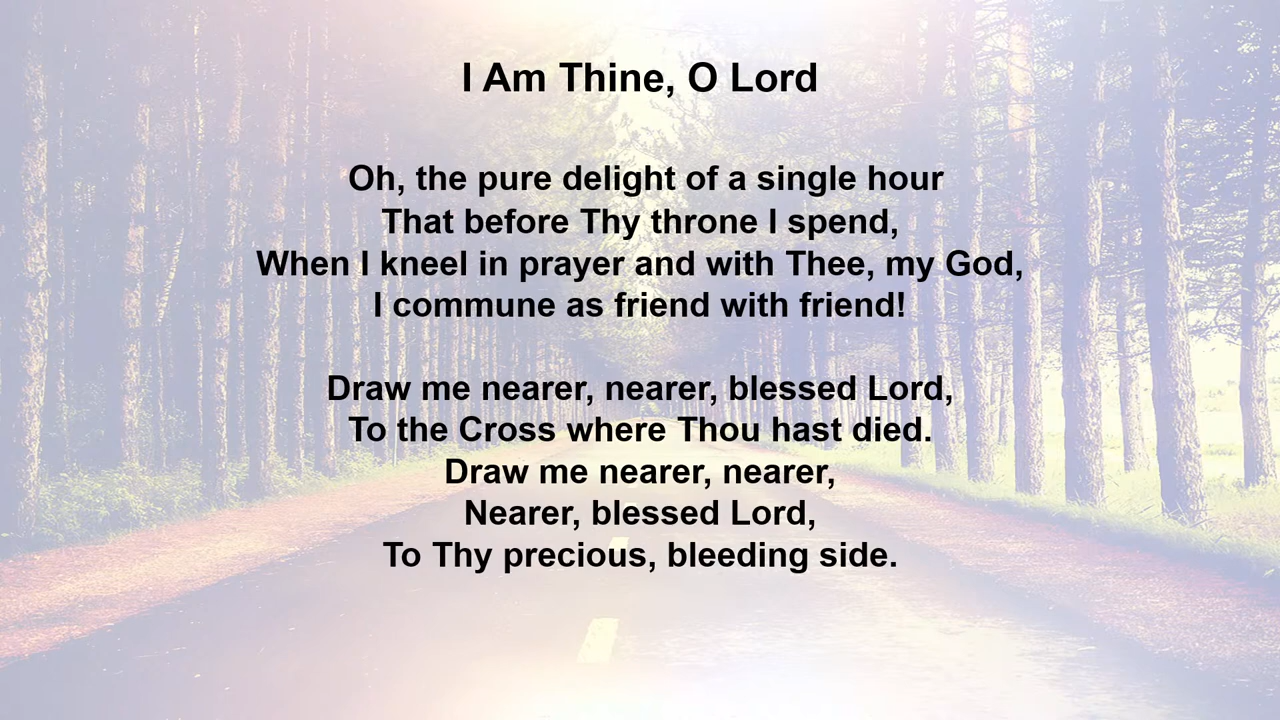 I Am Thine, O Lord
Oh, the pure delight of a single hour
That before Thy throne I spend,
When I kneel in prayer and with Thee, my God,
I commune as friend with friend!
Draw me nearer, nearer, blessed Lord,
To the Cross where Thou hast died.
Draw me nearer, nearer,
Nearer, blessed Lord,
To Thy precious, bleeding side.